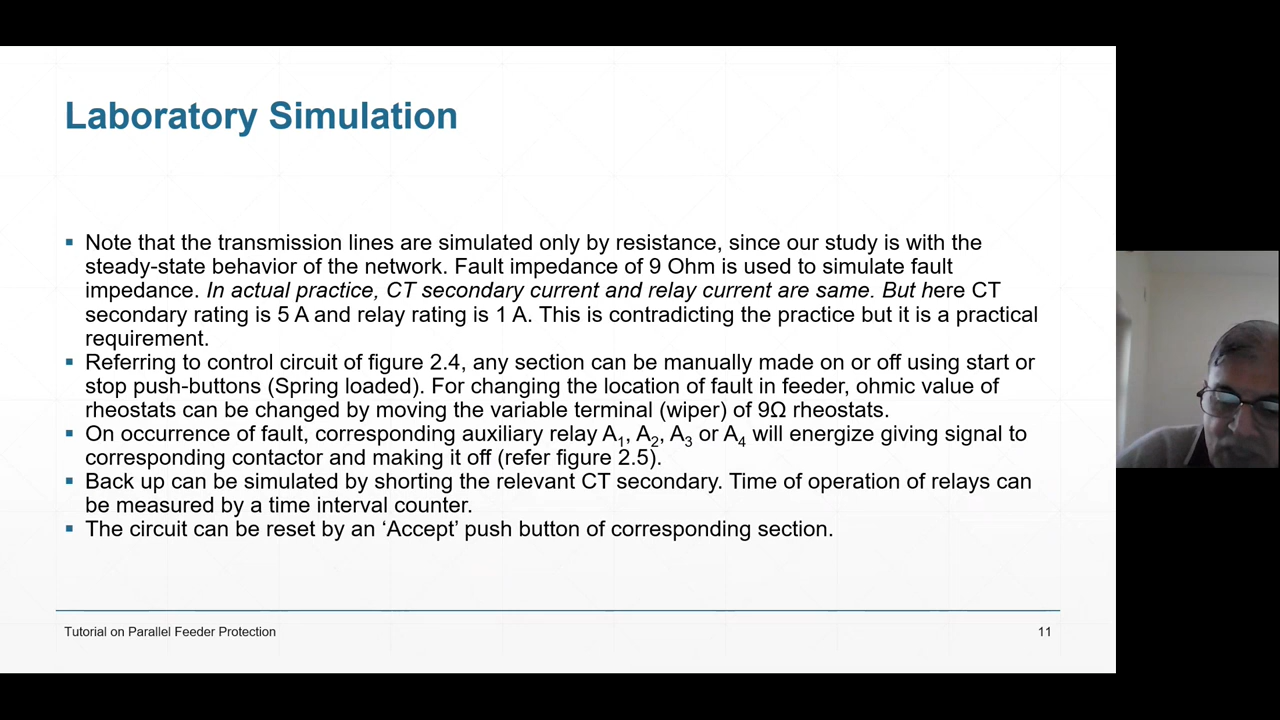 Laboratory Simulation
▪ Note that the transmission lines are simulated only by resistance, since our study is with the
steady-state behavior of the network. Fault impedance of 9 Ohm is used to simulate fault
impedance. In actual practice, CT secondary current and relay current are same. But here CT
secondary rating is 5 A and relay rating is 1 A. This is contradicting the practice but it is a practical
requirement.
▪ Referring to control circuit of figure 2.4, any section can be manually made on or off using start or
stop push-buttons (Spring loaded). For changing the location of fault in feeder, ohmic value of
rheostats can be changed by moving the variable terminal (wiper) of 9Ω rheostats.
▪ On occurrence of fault, corresponding auxiliary relay A₁, A₂, A₃ or A₄ will energize giving signal to
corresponding contactor and making it off (refer figure 2.5).
▪ Back up can be simulated by shorting the relevant CT secondary. Time of operation of relays can
be measured by a time interval counter.
▪ The circuit can be reset by an ‘Accept’ push button of corresponding section.
Tutorial on Parallel Feeder Protection
11